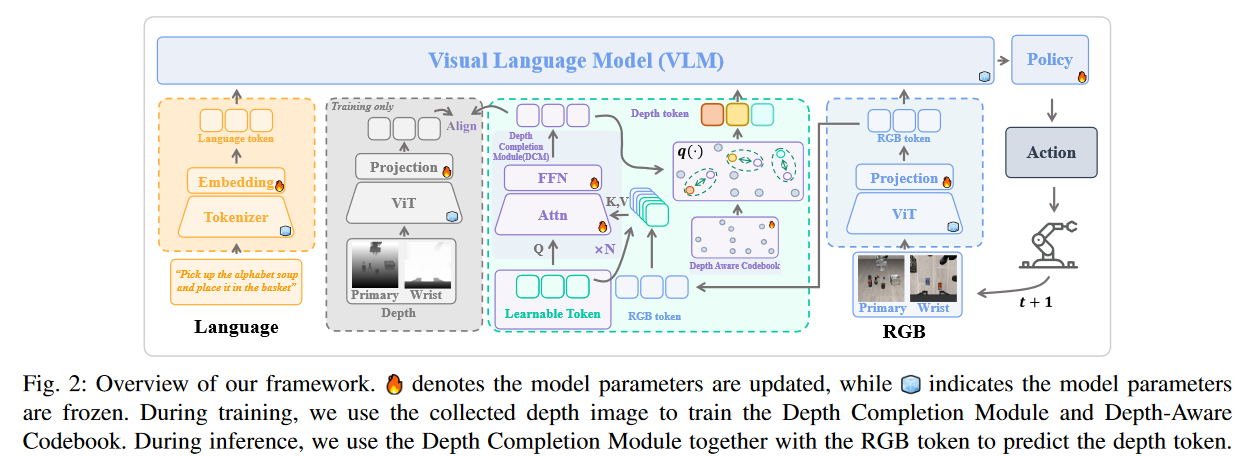 Visual Language Model (VLM)
Policy
Language token
Embedding
Tokenizer
"Pick up the alphabet soup
and place it in the basket"
Language
Training only
Align
Projection
ViT
Primary Wrist
Depth
Depth
Completion
Module(DCM)
FFN
Attn
Q
K,V
×N
Learnable Token
RGB token
Depth token
q(·)
Depth Aware Codebook
RGB token
Projection
ViT
Primary Wrist
RGB
Action
t + 1
Fig. 2: Overview of our framework. denotes the model parameters are updated, while indicates the model parameters
are frozen. During training, we use the collected depth image to train the Depth Completion Module and Depth-Aware
Codebook. During inference, we use the Depth Completion Module together with the RGB token to predict the depth token.